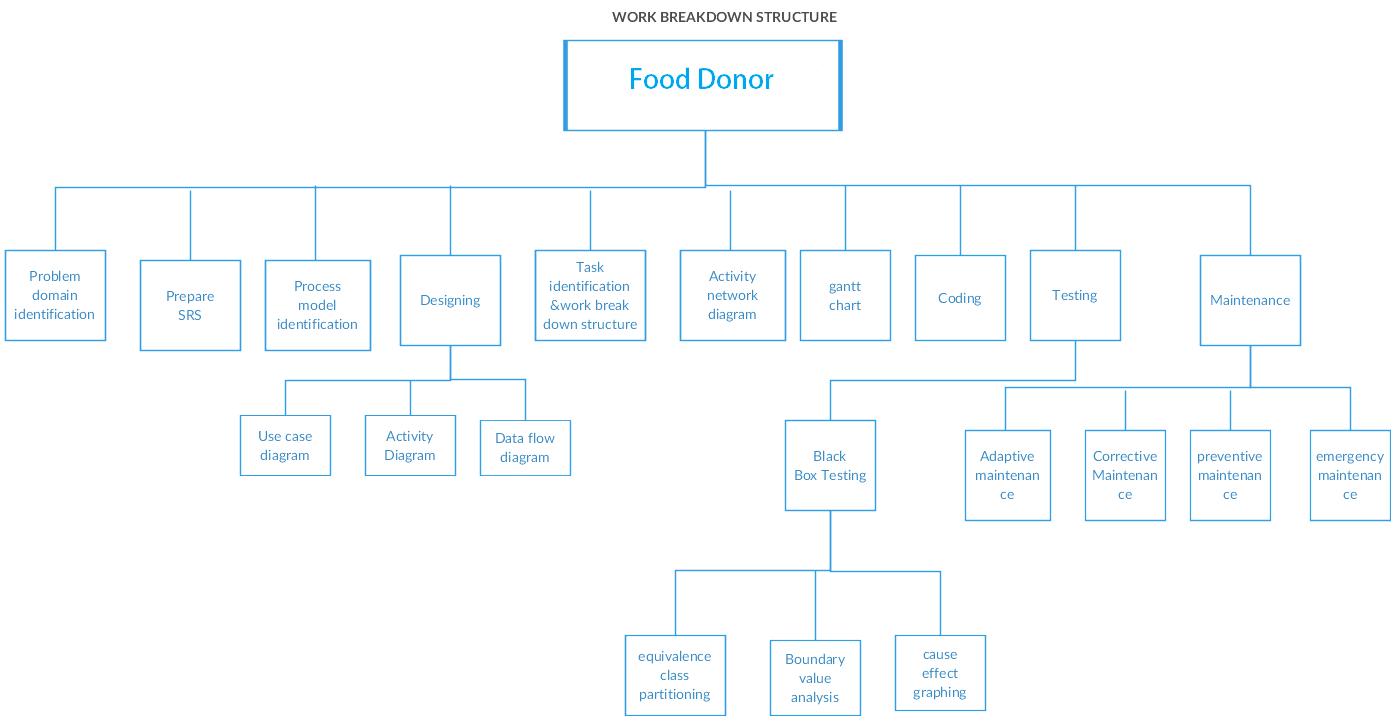 WORK BREAKDOWN STRUCTURE
Food Donor
Problem
domain
identification
Prepare
SRS
Process
model
identification
Designing
Task
identification
&work break
down structure
Activity
network
diagram
gantt
chart
Coding
Testing
Maintenance
Use case
diagram
Activity
Diagram
Data flow
diagram
Black
Box Testing
Adaptive
maintenan
ce
Corrective
Maintenan
ce
preventive
maintenan
ce
emergency
maintenan
ce
equivalence
class
partitioning
Boundary
value
analysis
cause
effect
graphing